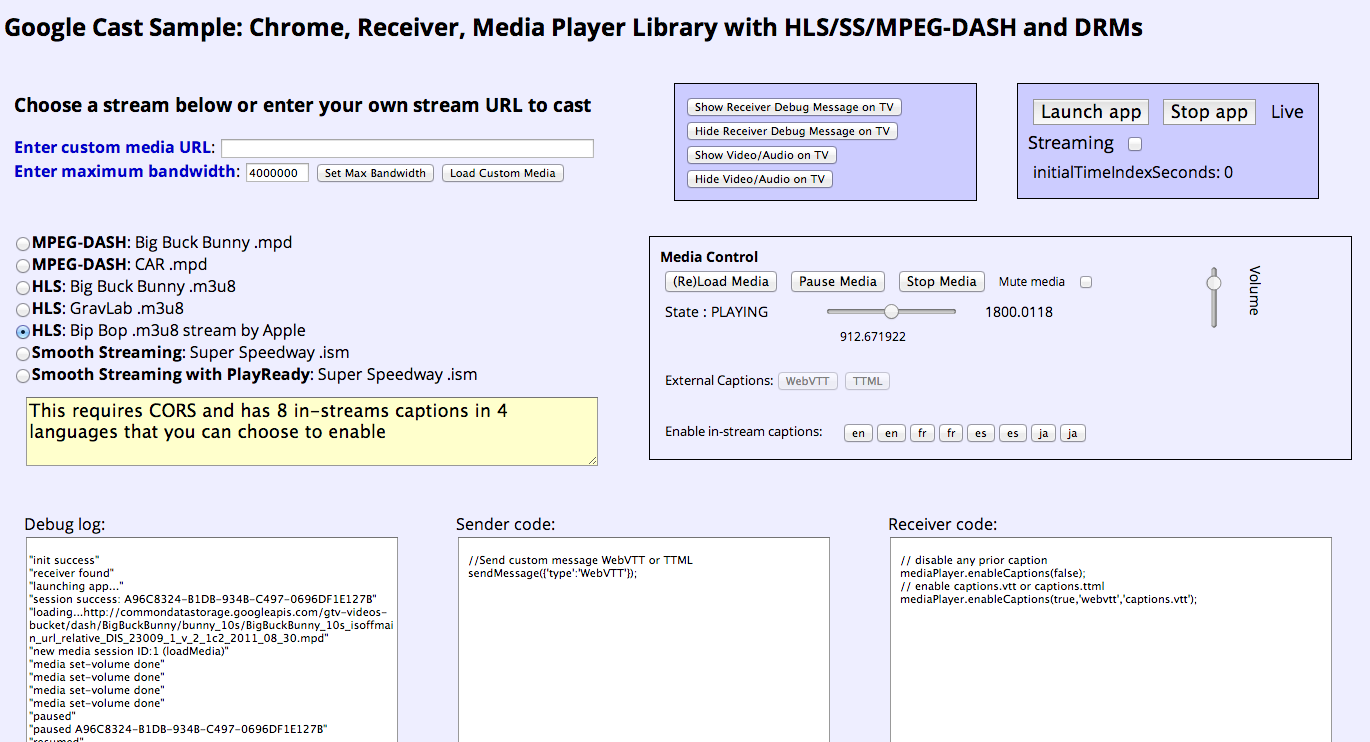 Google Cast Sample: Chrome, Receiver, Media Player Library with HLS/SS/MPEG-DASH and DRMs
Choose a stream below or enter your own stream URL to cast
Enter custom media URL:
Enter maximum bandwidth: 4000000 Set Max Bandwidth Load Custom Media
Show Receiver Debug Message on TV
Hide Receiver Debug Message on TV
Show Video/Audio on TV
Hide Video/Audio on TV
Launch app Stop app Live
Streaming
initialTimeIndexSeconds: 0
MPEG-DASH: Big Buck Bunny .mpd
MPEG-DASH: CAR .mpd
HLS: Big Buck Bunny .m3u8
HLS: GravLab .m3u8
HLS: Bip Bop .m3u8 stream by Apple
Smooth Streaming: Super Speedway .ism
Smooth Streaming with PlayReady: Super Speedway .ism
This requires CORS and has 8 in-streams captions in 4
languages that you can choose to enable
Media Control
(Re)Load Media Pause Media Stop Media Mute media
Volume
State : PLAYING 1800.0118
912.671922
External Captions: WebVTT TTML
Enable in-stream captions: en en fr fr es es ja ja
Debug log:
"init success"
"receiver found"
"launching app..."
"session success: A96C8324-B1DB-934B-C497-0696DF1E127B"
"loading...http://commondatastorage.googleapis.com/gtv-videos-
bucket/dash/BigBuckBunny/bunny_10s/BigBuckBunny_10s_isoffmai
n_url_relative_DIS_23009_1_v_2_1c2_2011_08_30.mpd"
"new media session ID:1 (loadMedia)"
"media set-volume done"
"media set-volume done"
"media set-volume done"
"media set-volume done"
"paused"
"paused A96C8324-B1DB-934B-C497-0696DF1E127B"
"resumed"
Sender code:
//Send custom message WebVTT or TTML
sendMessage({'type':'WebVTT'});
Receiver code:
// disable any prior caption
mediaPlayer.enableCaptions(false);
// enable captions.vtt or captions.ttml
mediaPlayer.enableCaptions(true,'webvtt','captions.vtt');